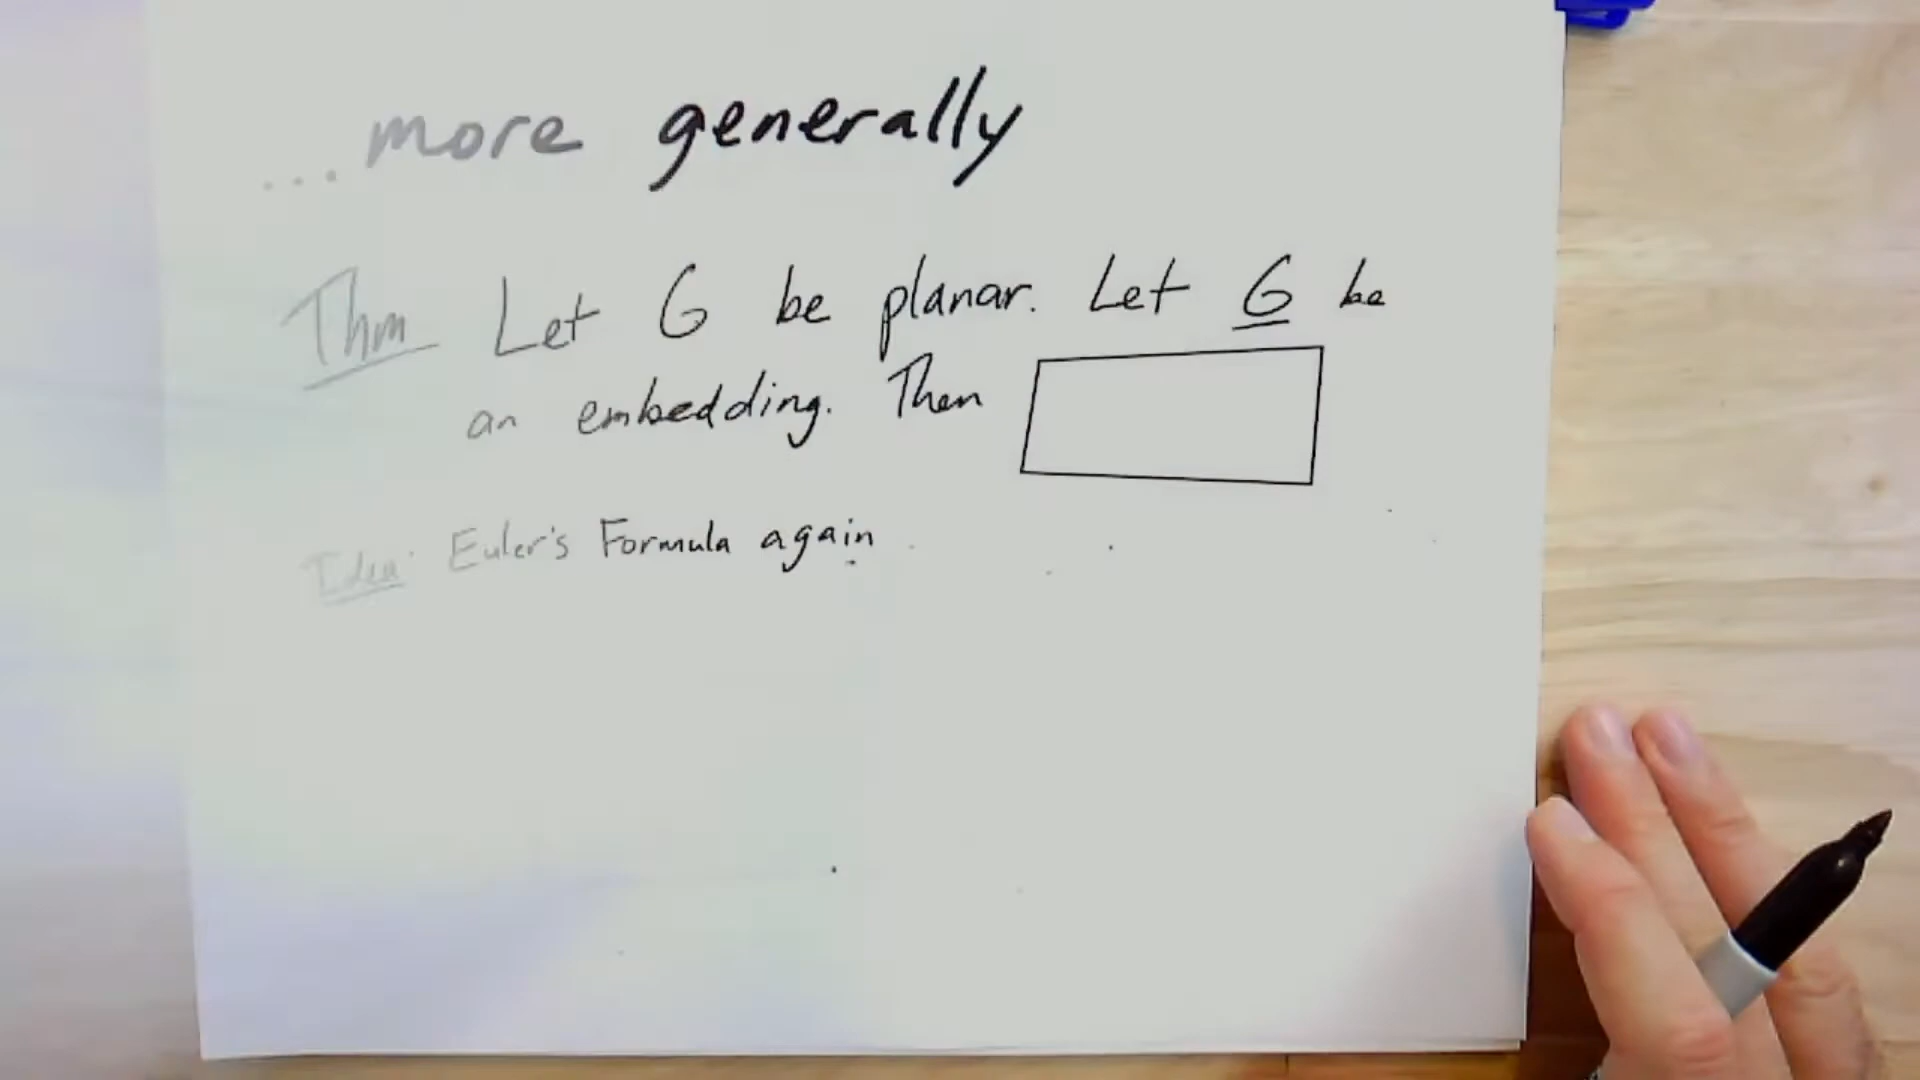 ...more generally
Thm Let G be planar. Let G be
an embedding. Then
Idea: Euler's Formula again